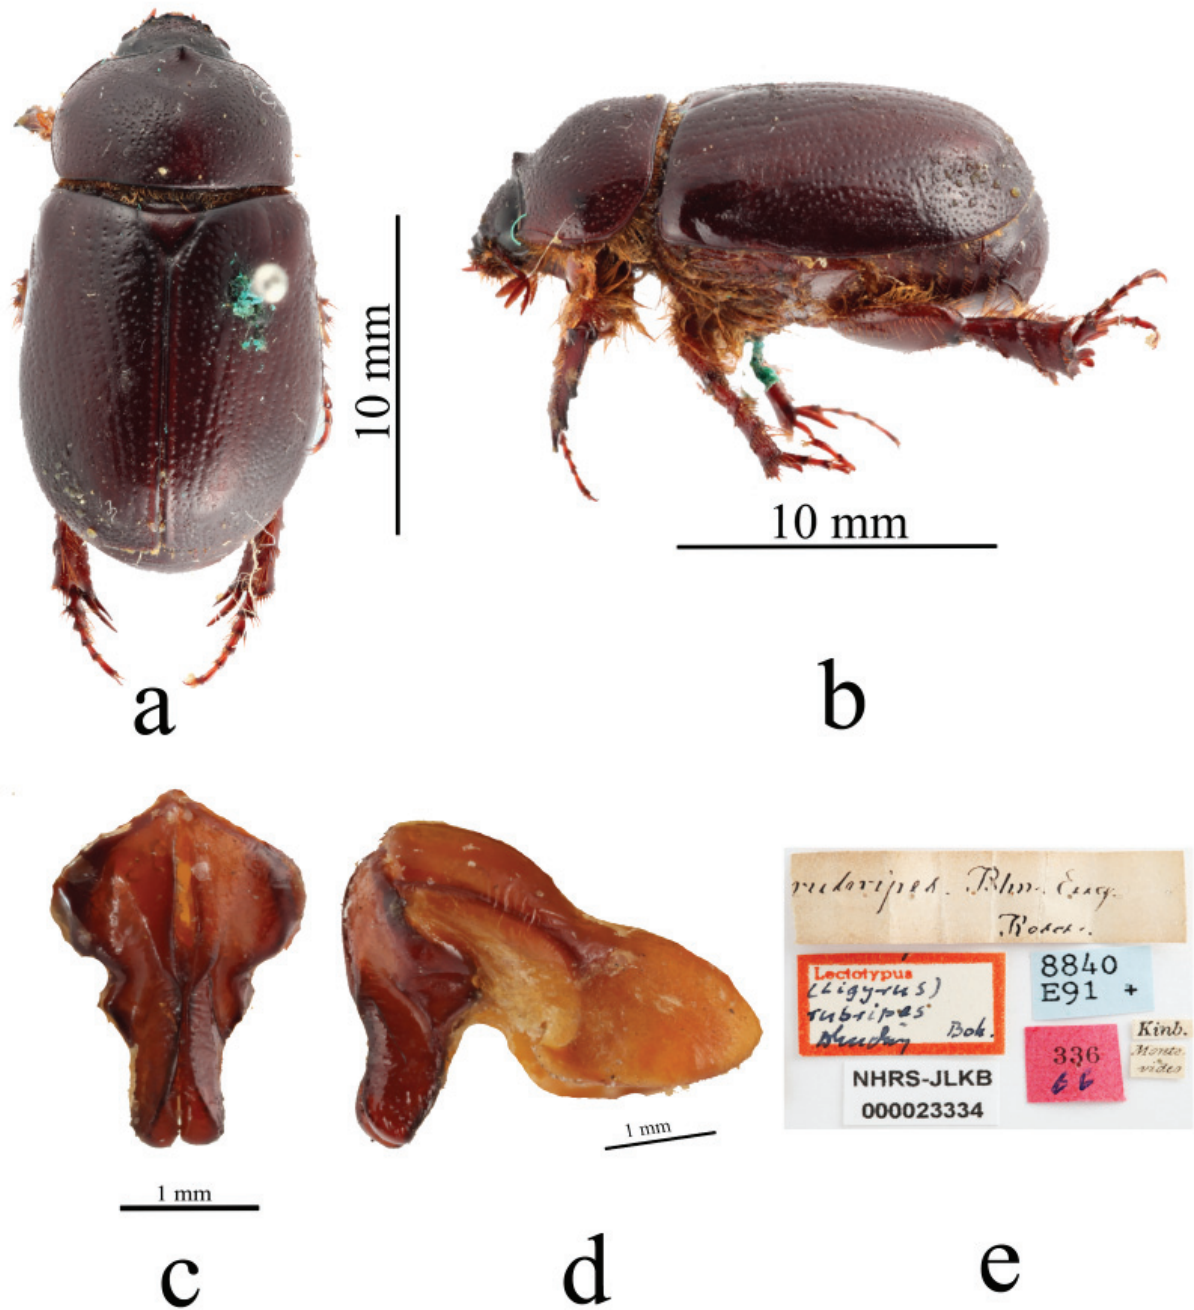 10 mm
10 mm
a
b
1 mm
1 mm
c
d
rubripes. Bhn. Eug.
Lectotypus
(Ligyrus)
rubripes
Boh.
8840
E91 +
336
Kinb.
Monte-
video
NHRS-JLKB
000023334
e